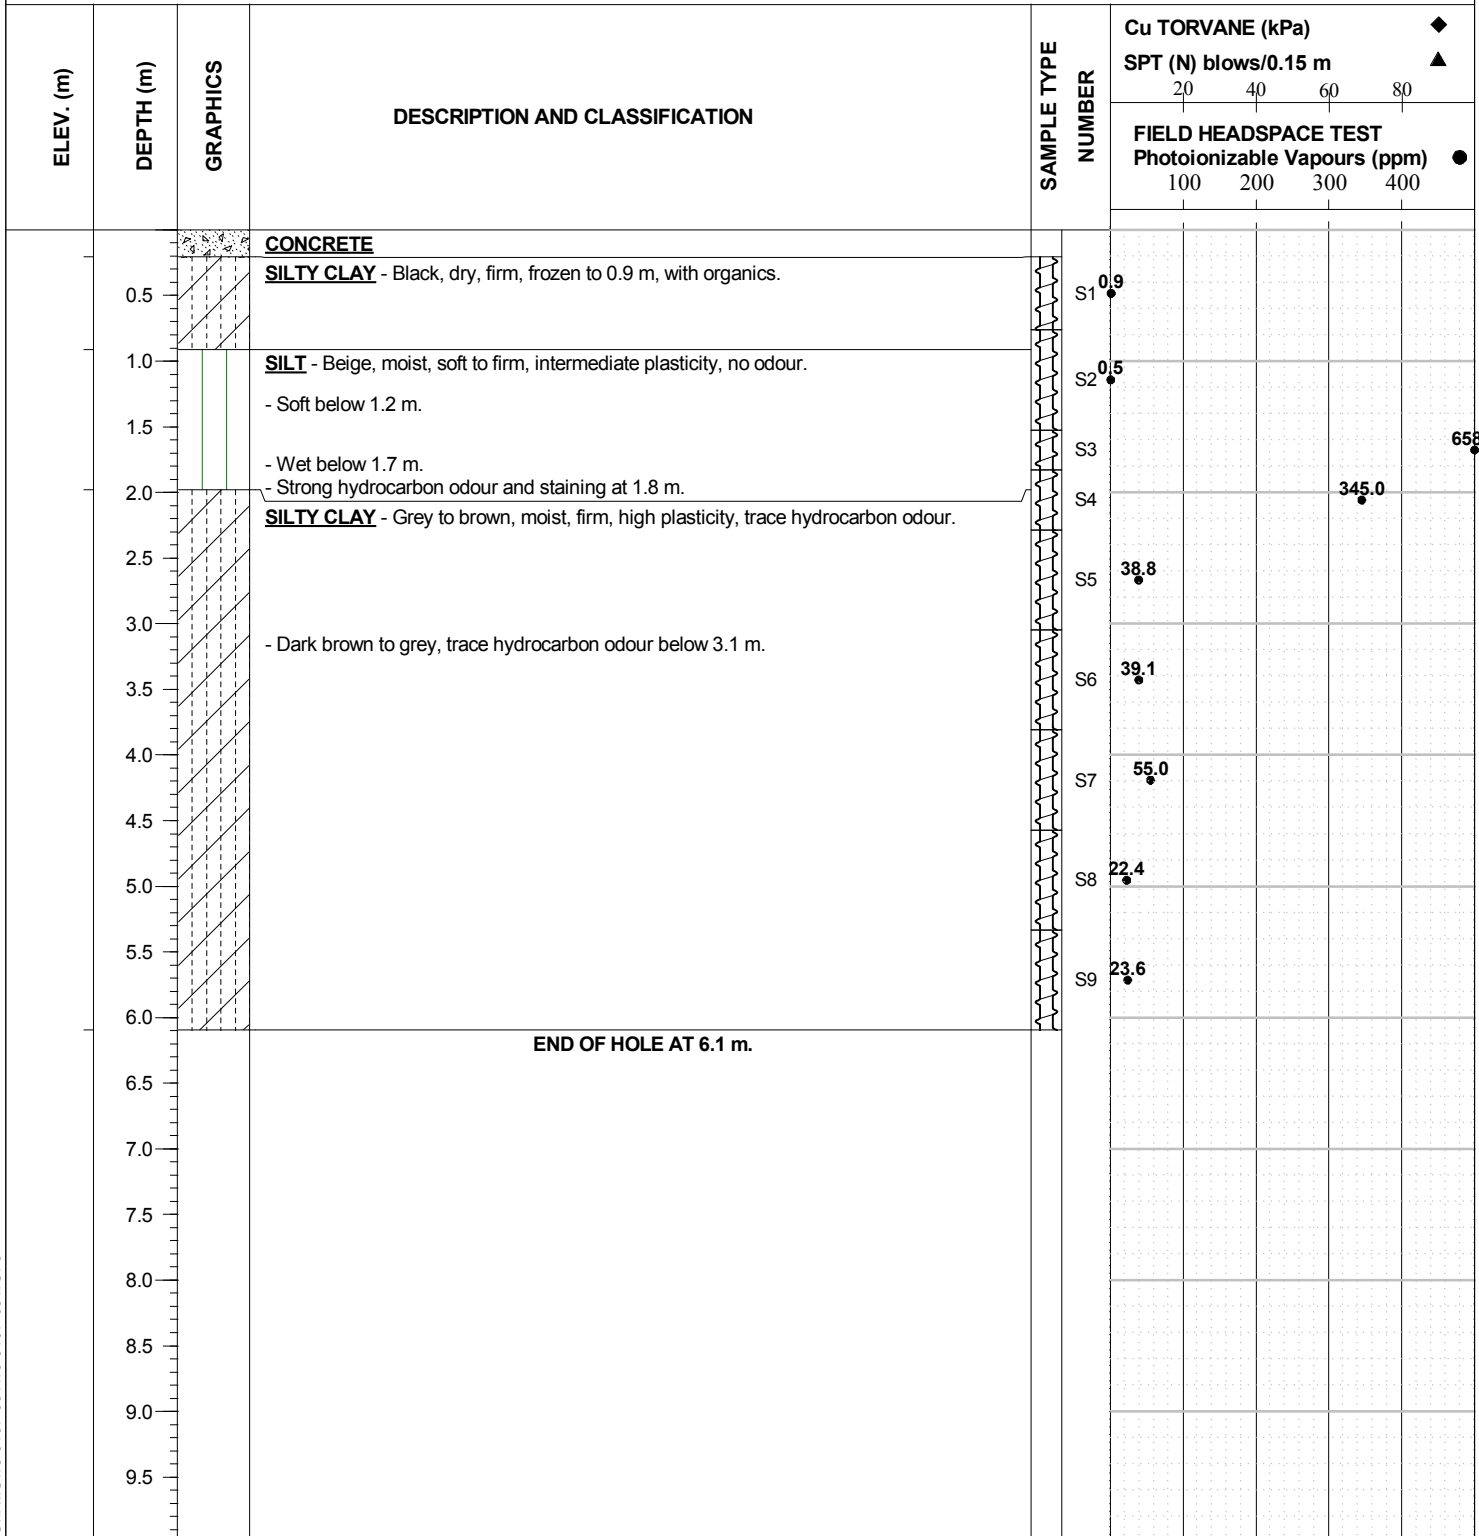 ELEV. (m)
DEPTH (m)
GRAPHICS
DESCRIPTION AND CLASSIFICATION
SAMPLE TYPE
NUMBER
Cu TORVANE (kPa)
SPT (N) blows/0.15 m
20 40 60 80
FIELD HEADSPACE TEST
Photoionizable Vapours (ppm)
100 200 300 400
CONCRETE
SILTY CLAY - Black, dry, firm, frozen to 0.9 m, with organics.
0.5
S1 0.9
1.0
SILT - Beige, moist, soft to firm, intermediate plasticity, no odour.
S2 0.5
- Soft below 1.2 m.
1.5
S3 658
- Wet below 1.7 m.
- Strong hydrocarbon odour and staining at 1.8 m.
2.0
S4 345.0
SILTY CLAY - Grey to brown, moist, firm, high plasticity, trace hydrocarbon odour.
2.5
S5 38.8
3.0
- Dark brown to grey, trace hydrocarbon odour below 3.1 m.
S6 39.1
3.5
4.0
S7 55.0
4.5
5.0
S8 22.4
5.5
S9 23.6
6.0
END OF HOLE AT 6.1 m.
6.5
7.0
7.5
8.0
8.5
9.0
9.5